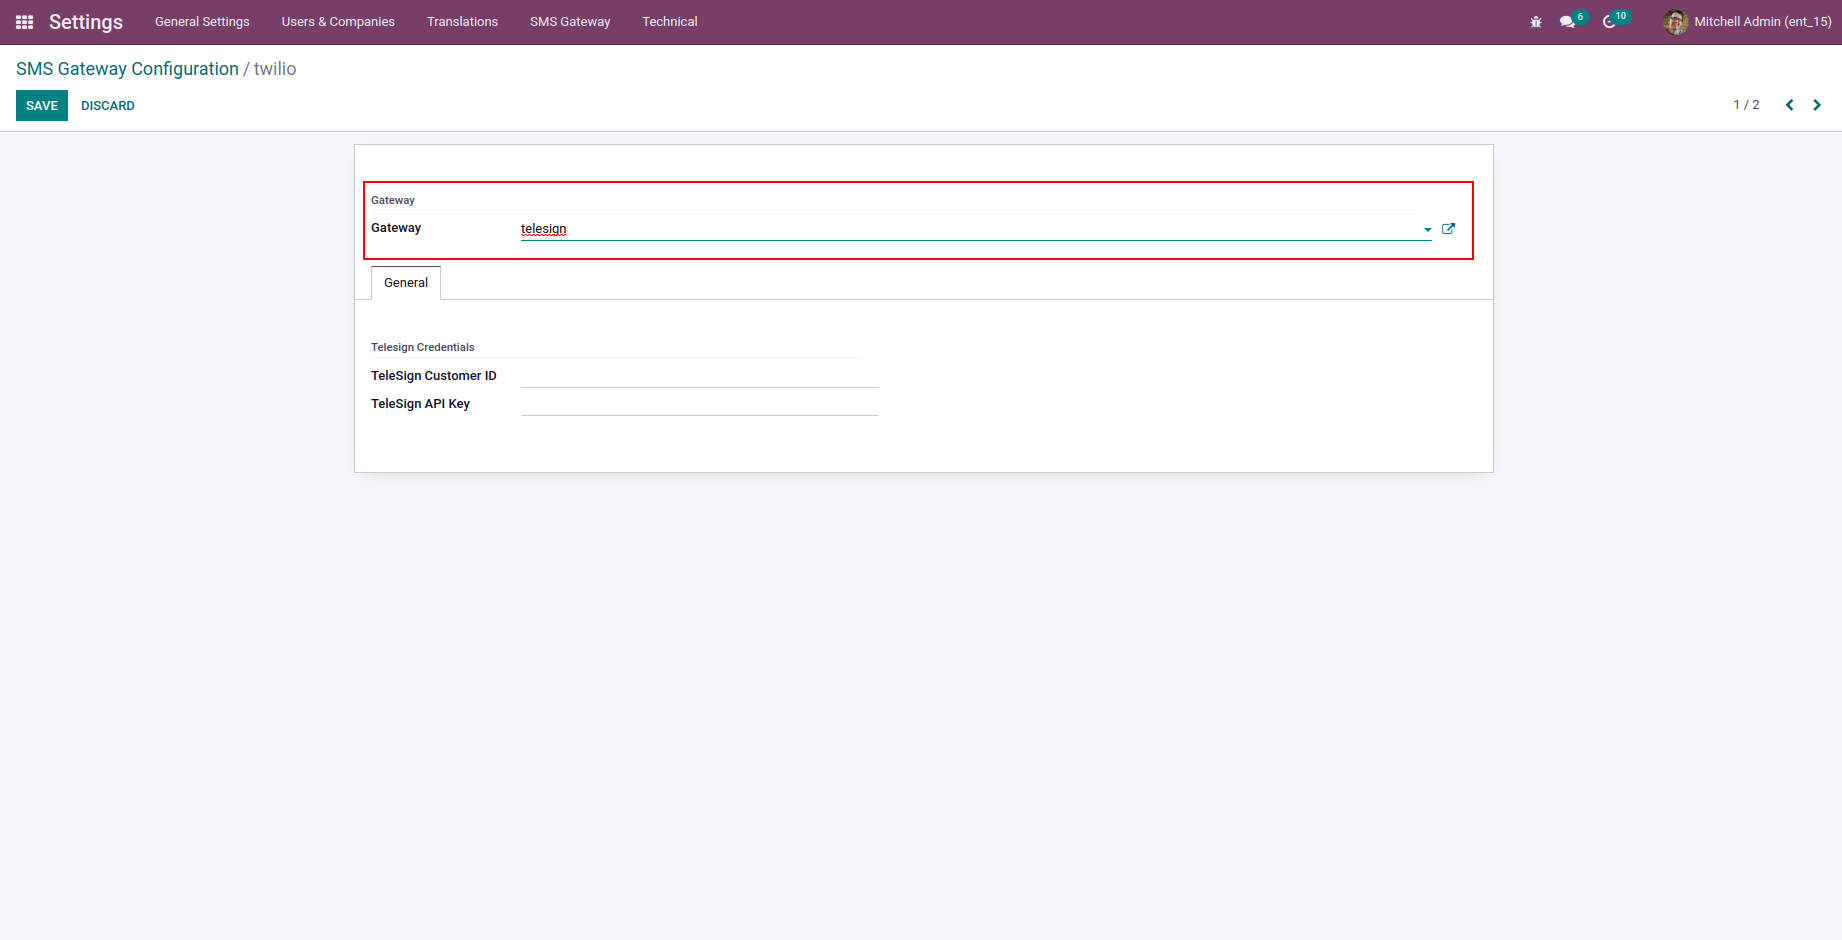 Settings General Settings Users & Companies Translations SMS Gateway Technical 6 10 Mitchell Admin (ent_15)
SMS Gateway Configuration / twilio
SAVE DISCARD 1 / 2
Gateway
Gateway telesign
General
Telesign Credentials
TeleSign Customer ID
TeleSign API Key